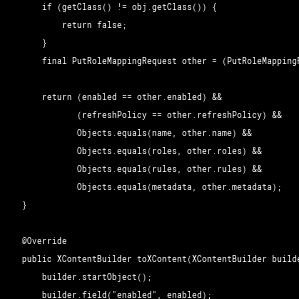 if (getClass() != obj.getClass()) {
return false;
}
final PutRoleMappingRequest other = (PutRoleMapping
return (enabled == other.enabled) &&
(refreshPolicy == other.refreshPolicy) &&
Objects.equals(name, other.name) &&
Objects.equals(roles, other.roles) &&
Objects.equals(rules, other.rules) &&
Objects.equals(metadata, other.metadata);
}
@Override
public XContentBuilder toXContent(XContentBuilder builde
builder.startObject();
builder.field("enabled", enabled);